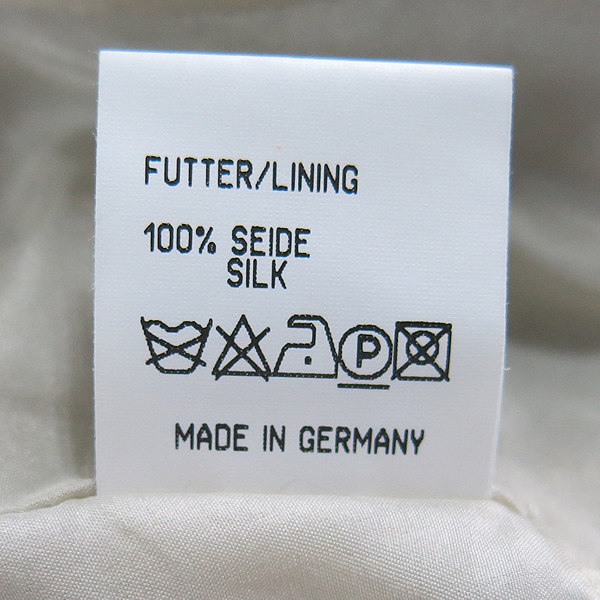 FUTTER/LINING
100% SEIDE
SILK
P
MADE IN GERMANY